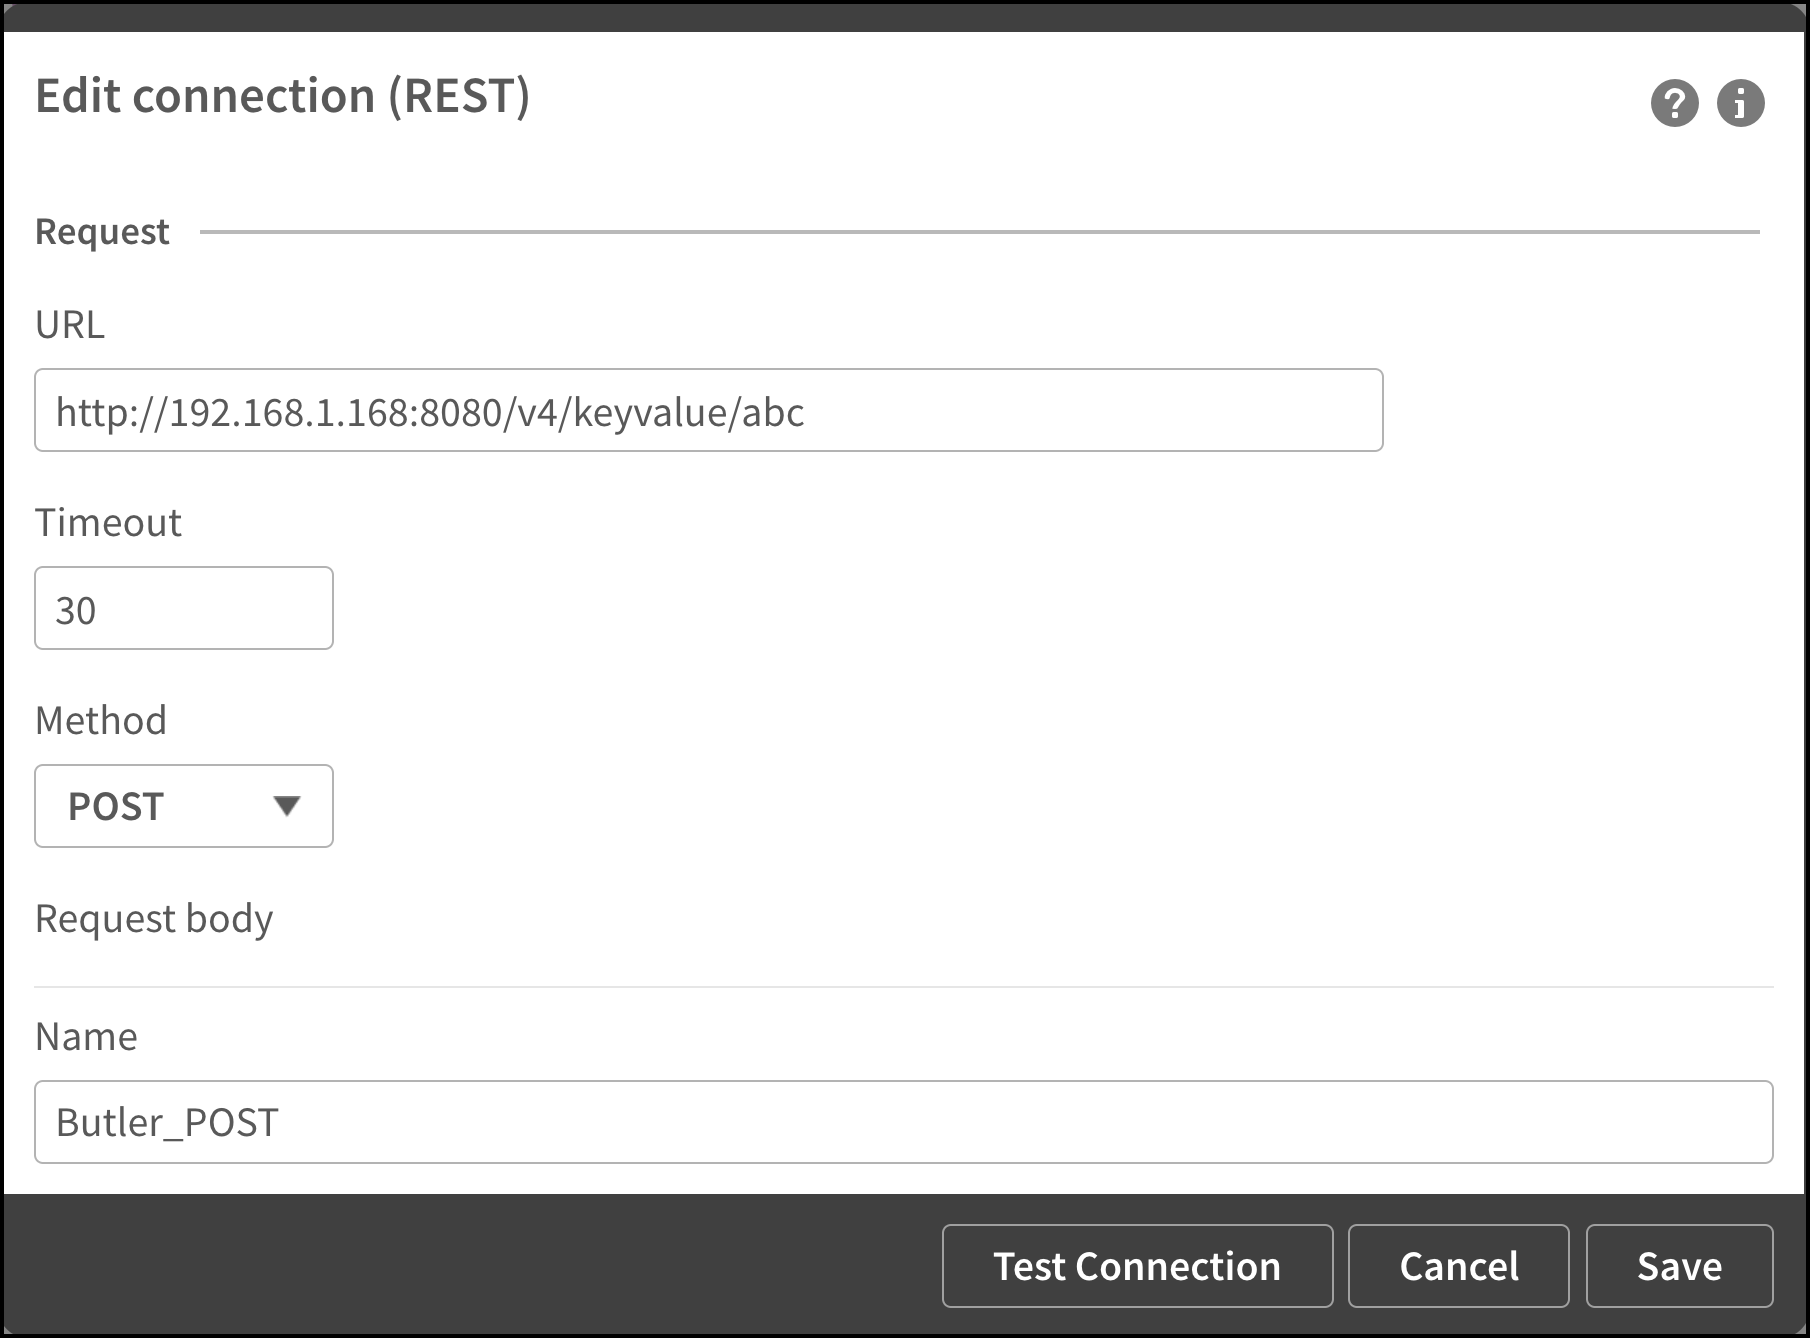 Edit connection (REST)
? i
Request
URL
http://192.168.1.168:8080/v4/keyvalue/abc
Timeout
30
Method
POST
Request body
Name
Butler_POST
Test Connection Cancel Save